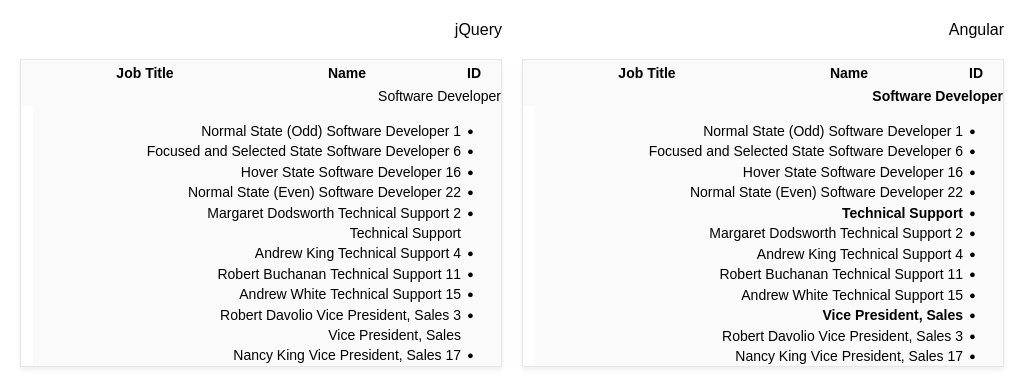 jQuery
Job Title Name ID
Software Developer
Normal State (Odd) Software Developer 1 •
Focused and Selected State Software Developer 6 •
Hover State Software Developer 16 •
Normal State (Even) Software Developer 22 •
Margaret Dodsworth Technical Support 2 •
Technical Support
Andrew King Technical Support 4 •
Robert Buchanan Technical Support 11 •
Andrew White Technical Support 15 •
Robert Davolio Vice President, Sales 3 •
Vice President, Sales
Nancy King Vice President, Sales 17 •
Angular
Job Title Name ID
Software Developer
Normal State (Odd) Software Developer 1 •
Focused and Selected State Software Developer 6 •
Hover State Software Developer 16 •
Normal State (Even) Software Developer 22 •
Technical Support •
Margaret Dodsworth Technical Support 2 •
Andrew King Technical Support 4 •
Robert Buchanan Technical Support 11 •
Andrew White Technical Support 15 •
Vice President, Sales •
Robert Davolio Vice President, Sales 3 •
Nancy King Vice President, Sales 17 •